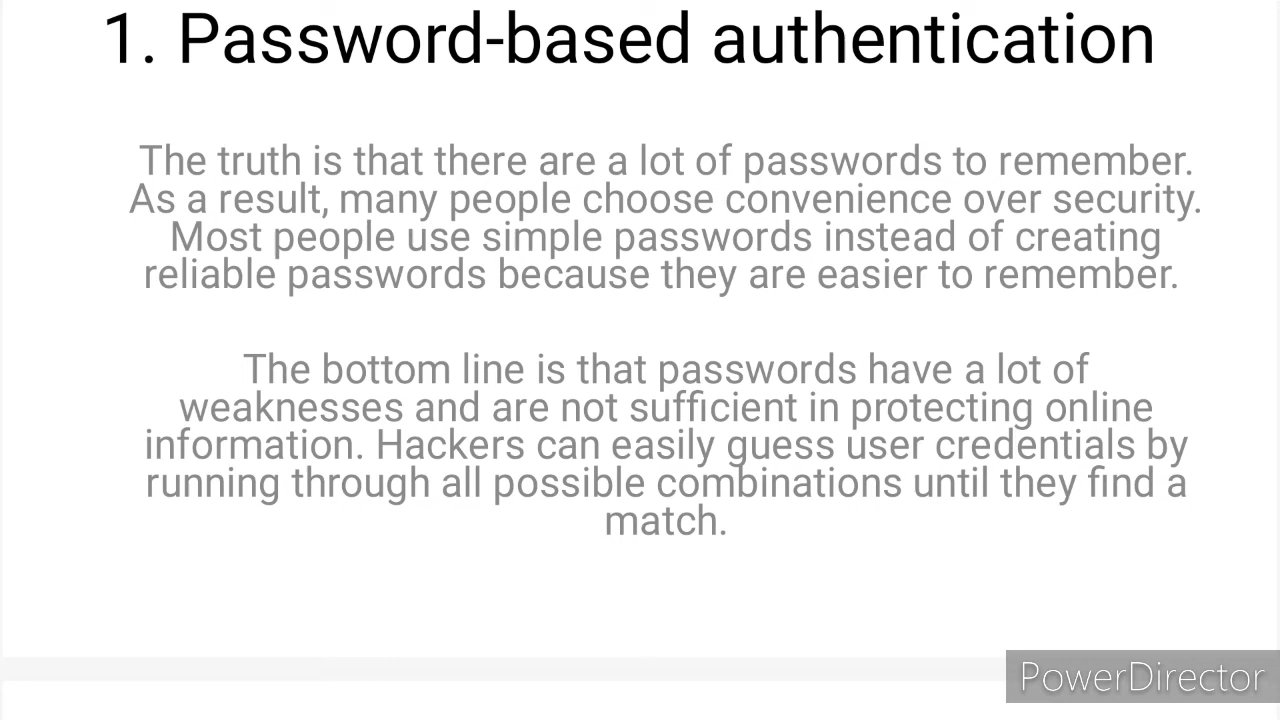 1. Password-based authentication
The truth is that there are a lot of passwords to remember.
As a result, many people choose convenience over security.
Most people use simple passwords instead of creating
reliable passwords because they are easier to remember.
The bottom line is that passwords have a lot of
weaknesses and are not sufficient in protecting online
information. Hackers can easily guess user credentials by
running through all possible combinations until they find a
match.
PowerDirector